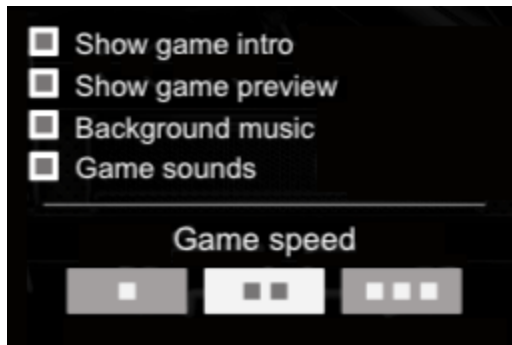 Show game intro
Show game preview
Background music
Game sounds
Game speed